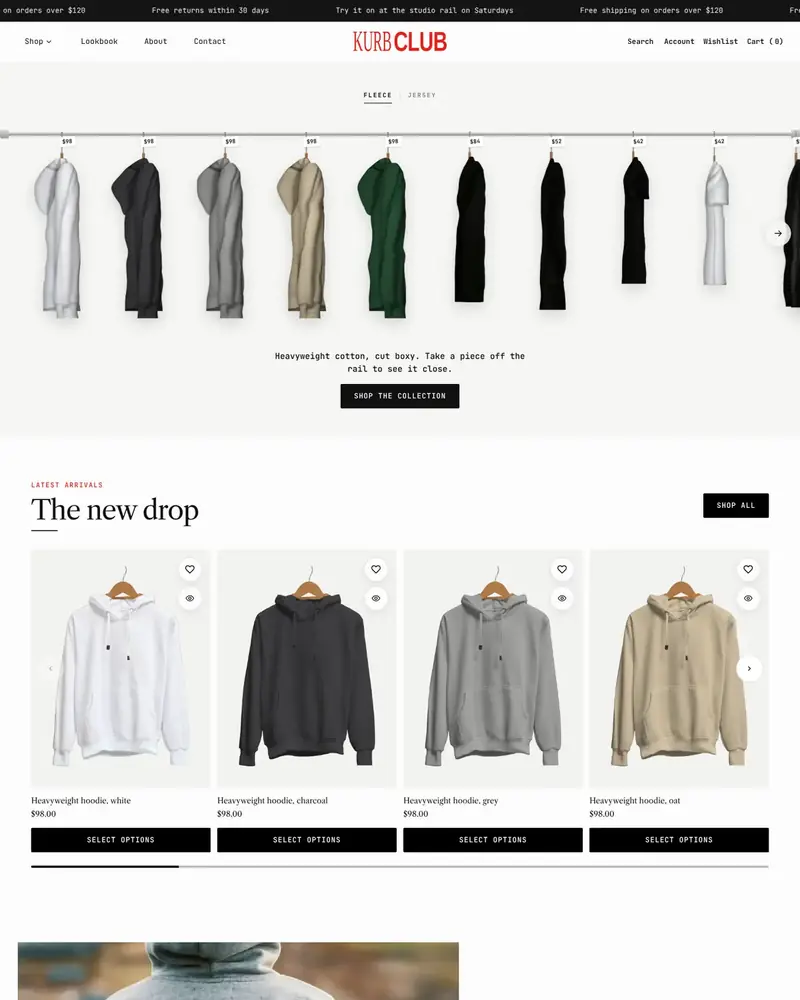 on orders over $120 Free returns within 30 days Try it on at the studio rail on Saturdays Free shipping on orders over $120
Shop Lookbook About Contact KURB CLUB Search Account Wishlist Cart (0)
FLEECE JERSEY
$98 $98 $98 $98 $98 $84 $52 $42 $42
Heavyweight cotton, cut boxy. Take a piece off the
rail to see it close.
SHOP THE COLLECTION
LATEST ARRIVALS
The new drop
SHOP ALL
Heavyweight hoodie, white Heavyweight hoodie, charcoal Heavyweight hoodie, grey Heavyweight hoodie, oat
$98.00 $98.00 $98.00 $98.00
SELECT OPTIONS SELECT OPTIONS SELECT OPTIONS SELECT OPTIONS